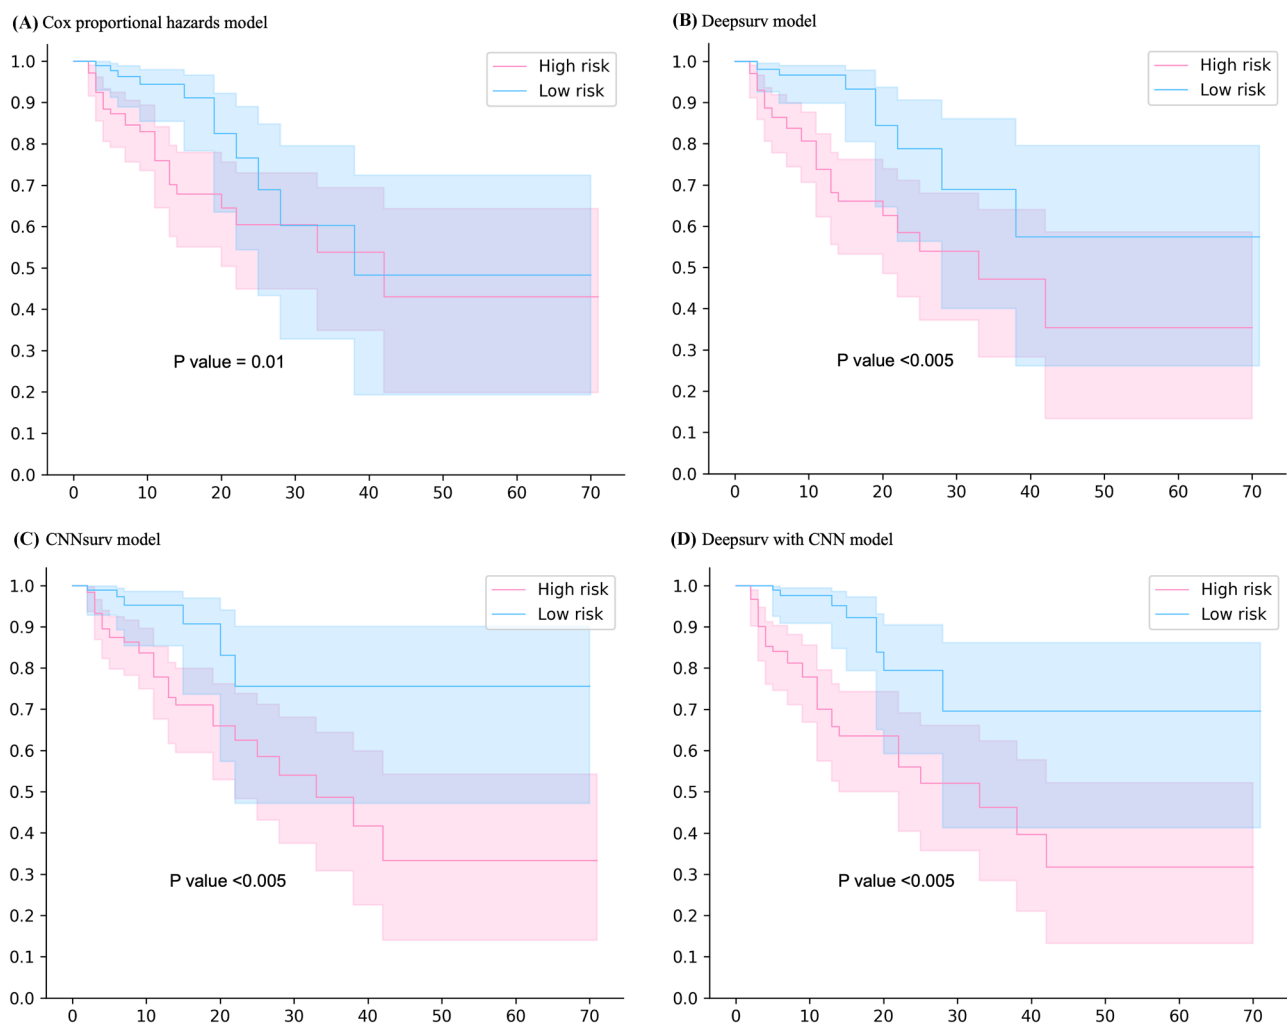 (A) Cox proportional hazards model
1.0
0.9
0.8
0.7
0.6
0.5
0.4
0.3
0.2
0.1
0.0
High risk
Low risk
P value = 0.01
0 10 20 30 40 50 60 70
(B) Deepsurv model
1.0
0.9
0.8
0.7
0.6
0.5
0.4
0.3
0.2
0.1
0.0
High risk
Low risk
P value <0.005
0 10 20 30 40 50 60 70
(C) CNNsurv model
1.0
0.9
0.8
0.7
0.6
0.5
0.4
0.3
0.2
0.1
0.0
High risk
Low risk
P value <0.005
0 10 20 30 40 50 60 70
(D) Deepsurv with CNN model
1.0
0.9
0.8
0.7
0.6
0.5
0.4
0.3
0.2
0.1
0.0
High risk
Low risk
P value <0.005
0 10 20 30 40 50 60 70